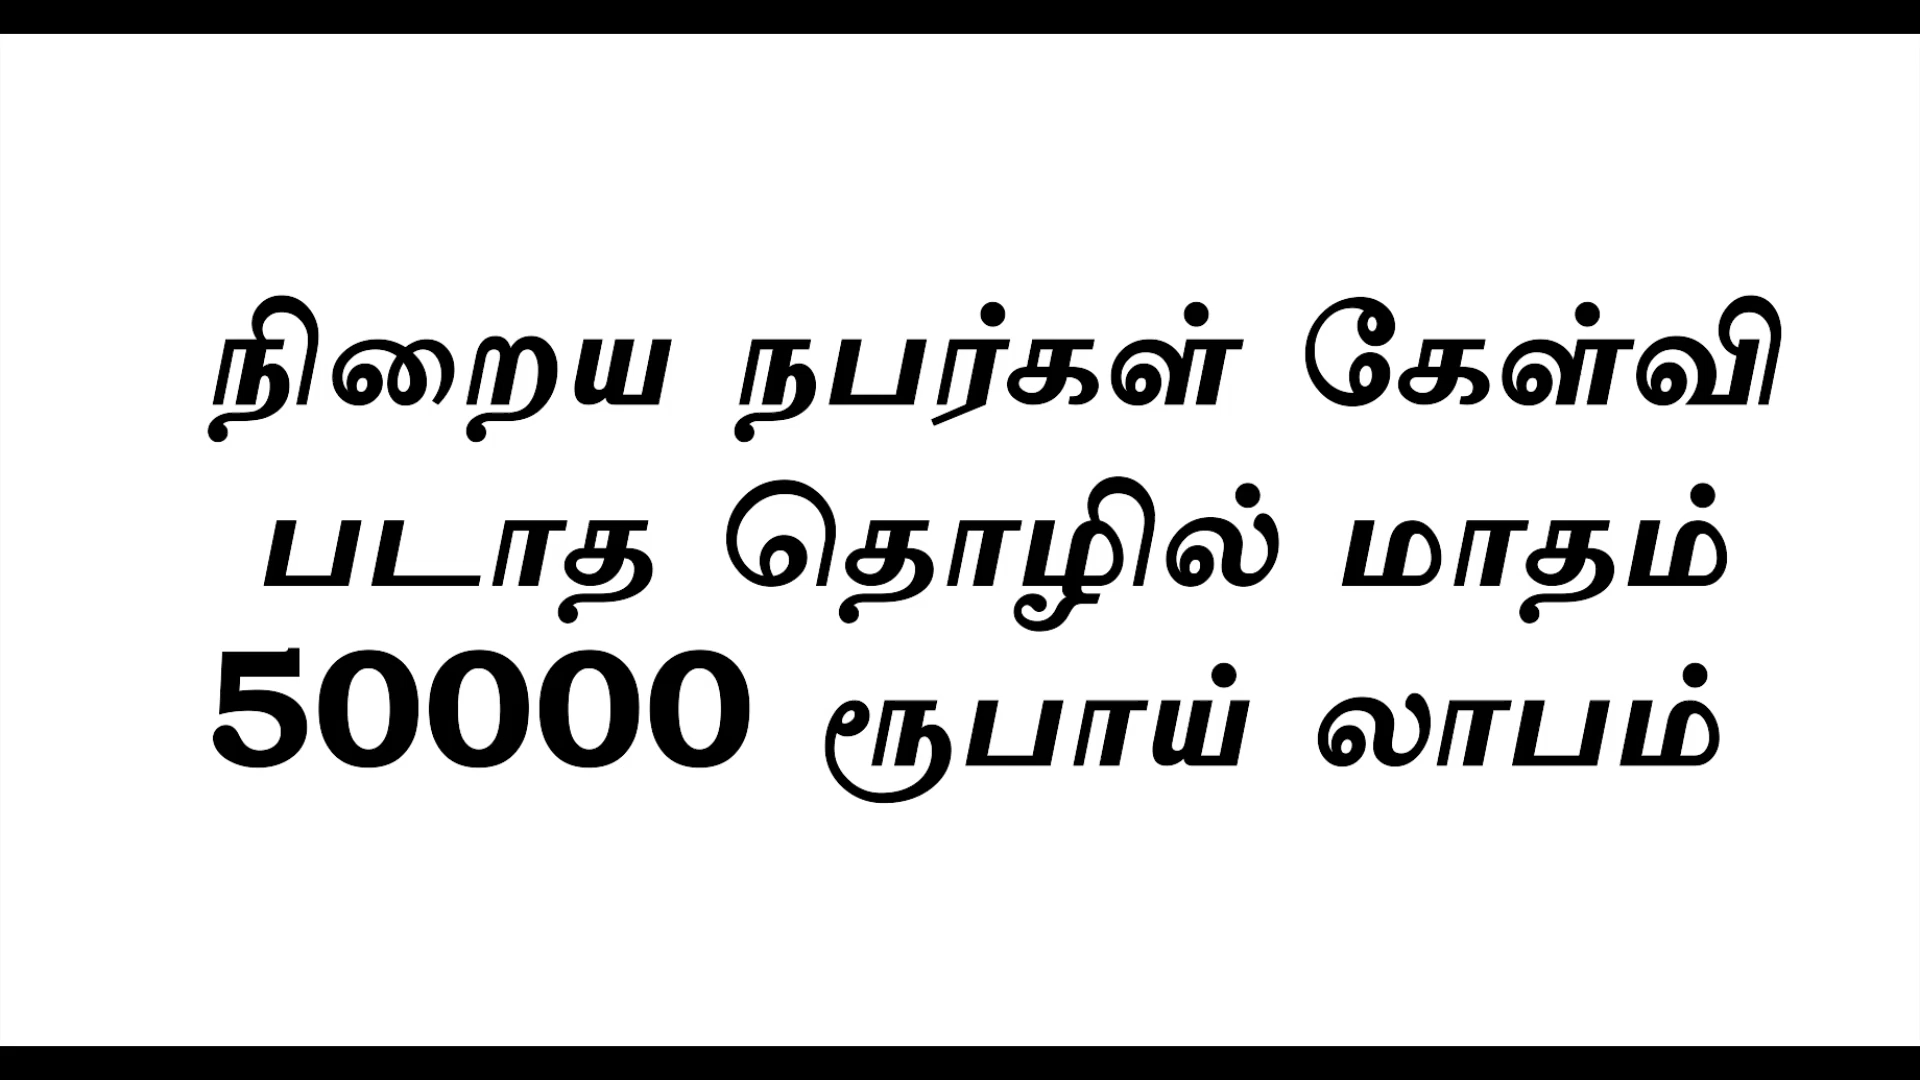 நிறைய நபர்கள் கேள்வி
படாத தொழில் மாதம்
50000 ரூபாய் லாபம்